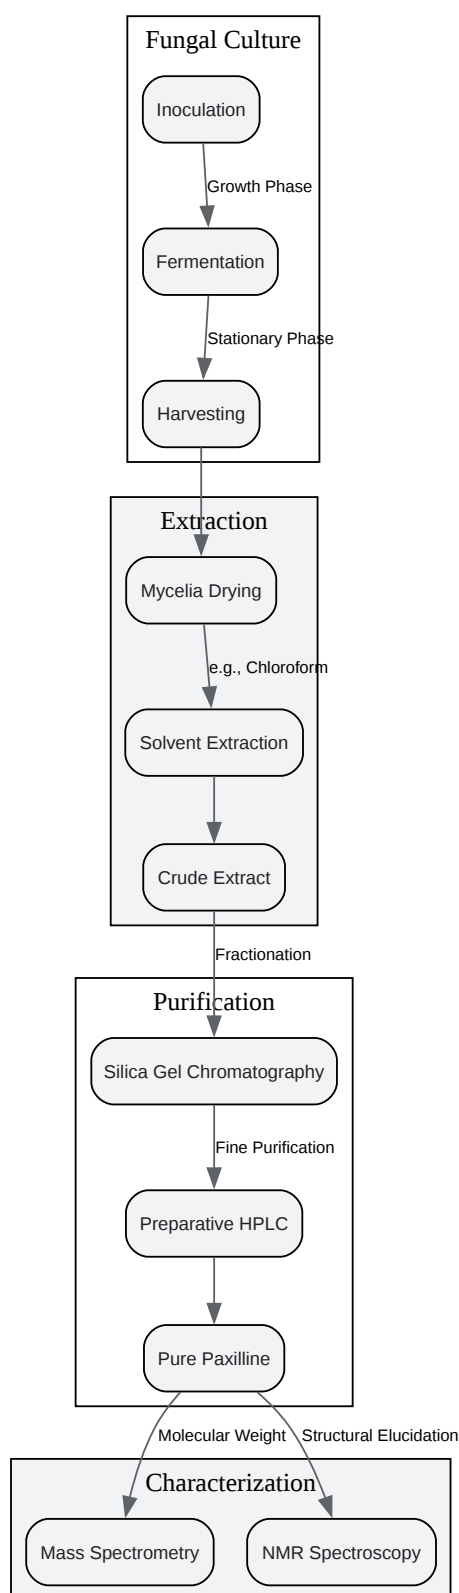 Fungal Culture
Inoculation
Growth Phase
Fermentation
Stationary Phase
Harvesting
Extraction
Mycelia Drying
e.g., Chloroform
Solvent Extraction
Crude Extract
Fractionation
Purification
Silica Gel Chromatography
Fine Purification
Preparative HPLC
Pure Paxilline
Molecular Weight
Structural Elucidation
Characterization
Mass Spectrometry
NMR Spectroscopy